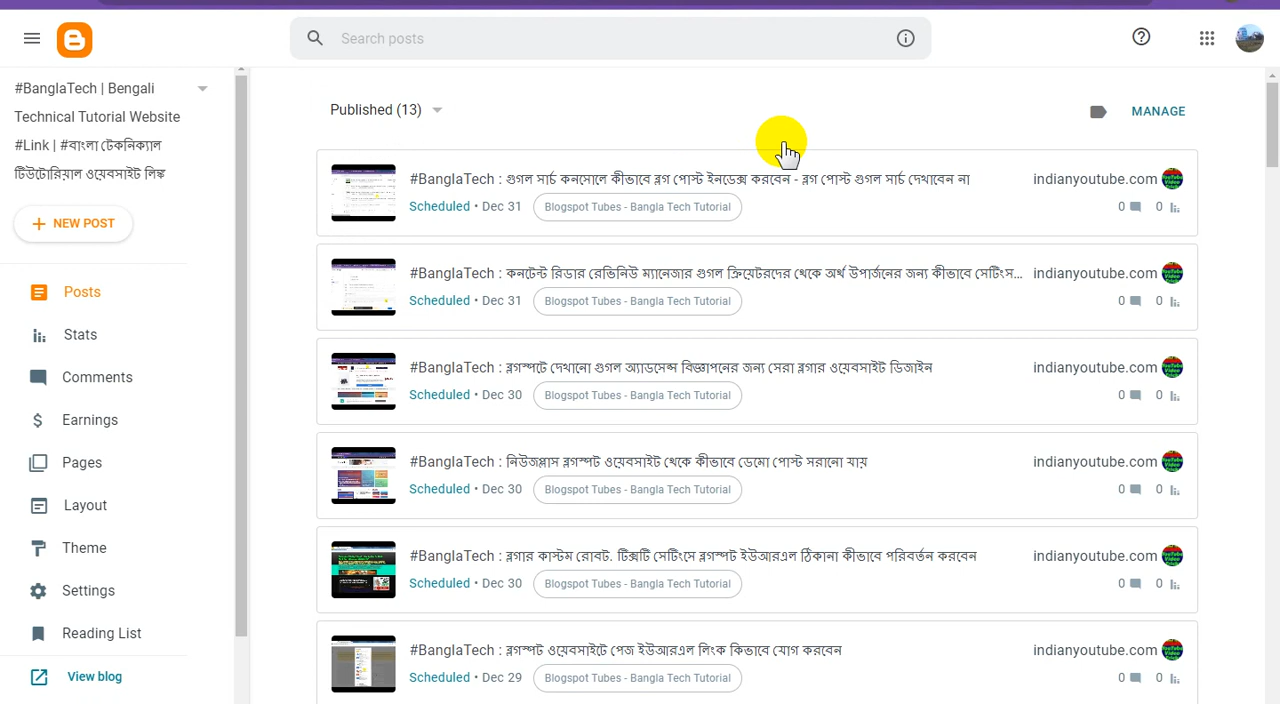 Search posts
#BanglaTech | Bengali
Technical Tutorial Website
#Link | #বাংলা টেকনিক্যাল
টিউটোরিয়াল ওয়েবসাইট লিঙ্ক
NEW POST
Posts
Stats
Comments
Earnings
Pages
Layout
Theme
Settings
Reading List
View blog
Published (13)
MANAGE
#BanglaTech : গুগল সার্চ কনসোলে কীভাবে ব্লগ পোস্ট ইনডেক্স করবেন - পোস্ট গুগল সার্চ দেখাবেন না
indianyoutube.com
Scheduled • Dec 31
Blogspot Tubes - Bangla Tech Tutorial
0
0
#BanglaTech : কনটেন্ট রিডার রেভিনিউ ম্যানেজার গুগল ক্রিয়েটরদের থেকে অর্থ উপার্জনের জন্য কীভাবে সেটিংস...
indianyoutube.com
Scheduled • Dec 31
Blogspot Tubes - Bangla Tech Tutorial
0
0
#BanglaTech : ব্লগস্পটে দেখানো গুগল অ্যাডসেন্স বিজ্ঞাপনের জন্য সেরা ব্লগার ওয়েবসাইট ডিজাইন
indianyoutube.com
Scheduled • Dec 30
Blogspot Tubes - Bangla Tech Tutorial
0
0
#BanglaTech : নিউজপ্লাস ব্লগস্পট ওয়েবসাইট থেকে কীভাবে ডেমো পোস্ট সরানো যায়
indianyoutube.com
Scheduled • Dec 30
Blogspot Tubes - Bangla Tech Tutorial
0
0
#BanglaTech : ব্লগার কাস্টম রোবট টেক্সট সেটিংসে সাইট ইউআরএল ঠিকানা কীভাবে পরিবর্তন করবেন
indianyoutube.com
Scheduled • Dec 30
Blogspot Tubes - Bangla Tech Tutorial
0
0
#BanglaTech : ব্লগস্পট ওয়েবসাইটে পেজ ইউআরএল লিংক কিভাবে যোগ করবেন
indianyoutube.com
Scheduled • Dec 29
Blogspot Tubes - Bangla Tech Tutorial
0
0